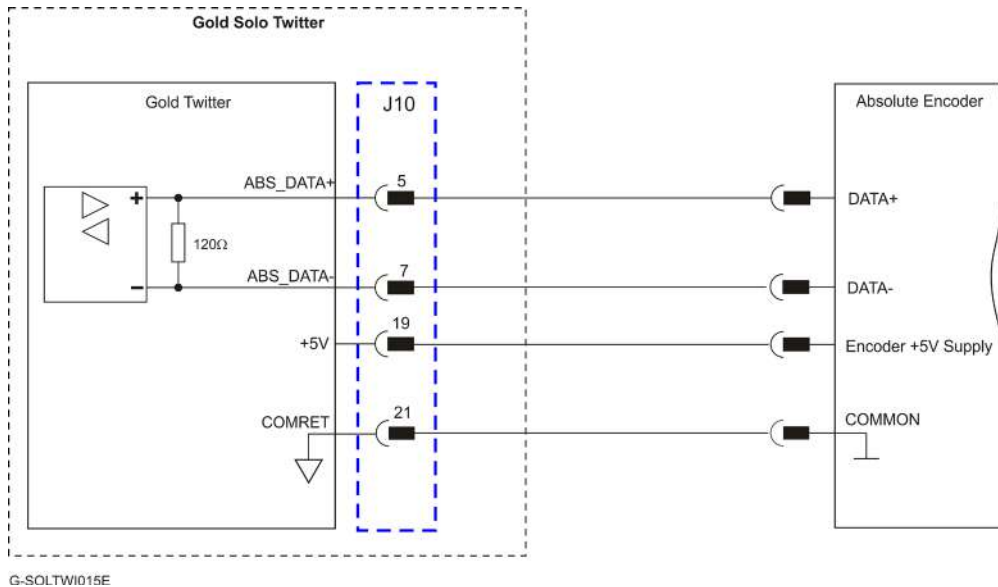 Gold Solo Twitter
Gold Twitter
J10
Absolute Encoder
ABS_DATA+
5
DATA+
+
120Ω
-
ABS_DATA-
7
DATA-
+5V
19
Encoder +5V Supply
COMRET
21
COMMON
G-SOLTWI015E